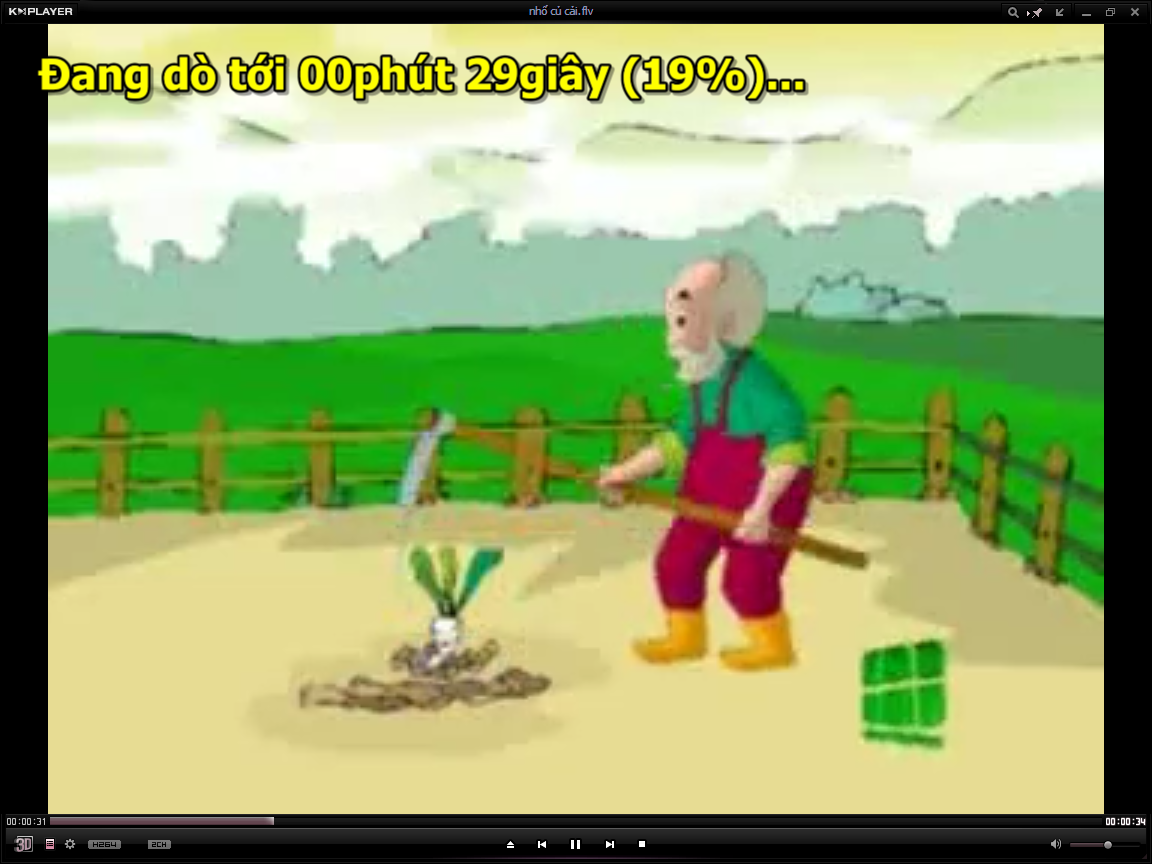 KMPLAYER
nhổ củ cải.flv
Đang dò tới 00phút 29giây (19%)...
00:00:31
00:00:34
3D
H264
2CH